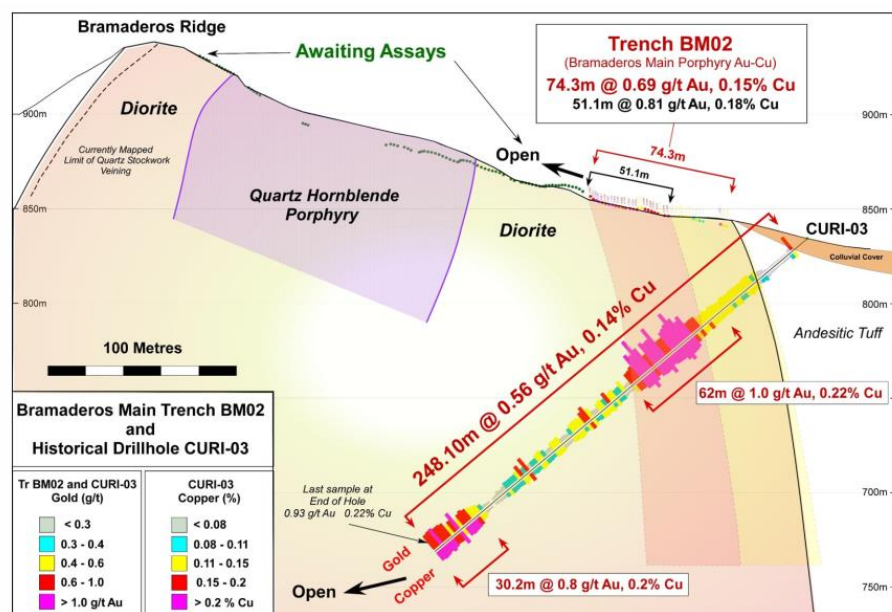 Bramaderos Ridge
Awaiting Assays
Trench BM02
(Bramaderos Main Porphyry Au-Cu)
74.3m @ 0.69 g/t Au, 0.15% Cu
51.1m @ 0.81 g/t Au, 0.18% Cu
900m
900m
Diorite
Currently Mapped
Limit of Quartz Stockwork
Veining
Open
74.3m
51.1m
Quartz Hornblende
Porphyry
850m
850m
Diorite
CURI-03
Colluvial Cover
800m
800m
Andesitic Tuff
100 Metres
248.10m @ 0.56 g/t Au, 0.14% Cu
62m @ 1.0 g/t Au, 0.22% Cu
Bramaderos Main Trench BM02
and
Historical Drillhole CURI-03
Tr BM02 and CURI-03
Gold (g/t)
< 0.3
0.3 - 0.4
0.4 - 0.6
0.6 - 1.0
> 1.0 g/t Au
CURI-03
Copper (%)
< 0.08
0.08 - 0.11
0.11 - 0.15
0.15 - 0.2
> 0.2 % Cu
Last sample at
End of Hole
0.93 g/t Au 0.22% Cu
700m
Gold
Copper
Open
30.2m @ 0.8 g/t Au, 0.2% Cu
750m